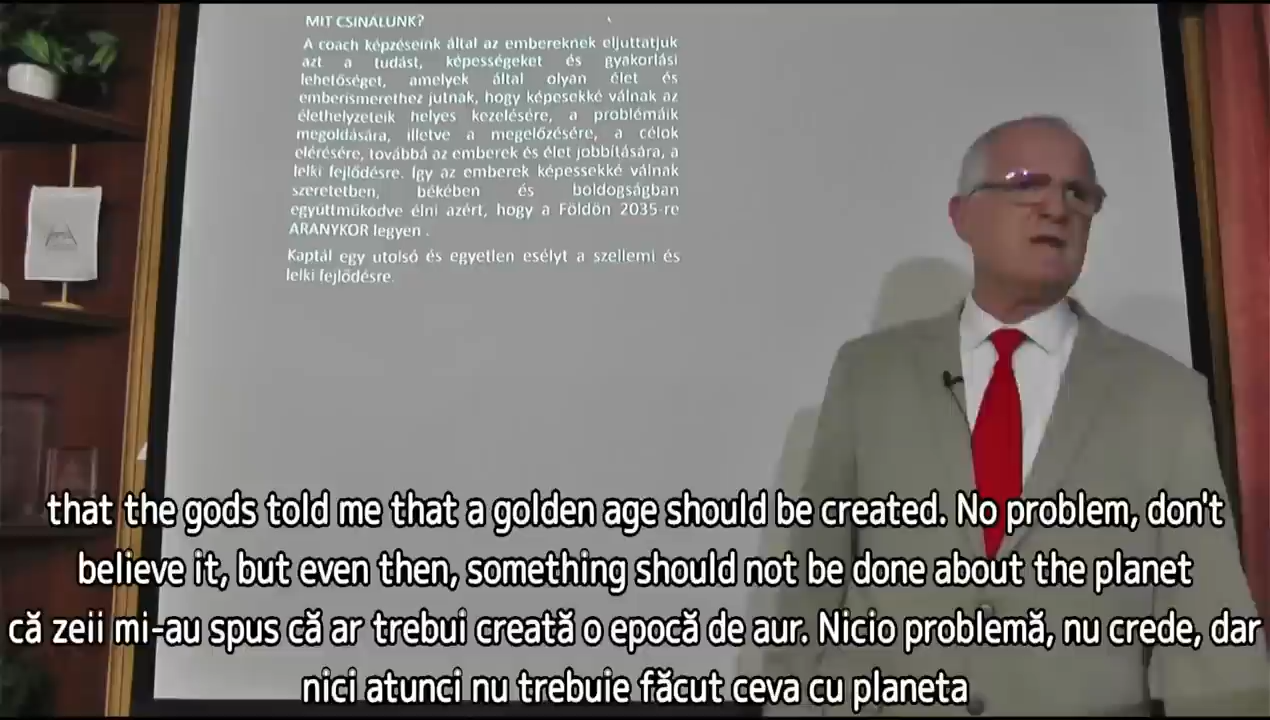 MIT CSINÁLUNK?
A coach képzéseink által az embereknek eljuttatjuk
azt a tudást, képességeket és gyakorlási
lehetőséget, amelyek által olyan élet és
emberismerethez jutnak, hogy képesekké válnak az
élethelyzeteik helyes kezelésére, a problémáik
megoldására, illetve a megelőzésére, a célok
elérésére, továbbá az emberek és élet jobbítására, a
lelki fejlődésre. Így az emberek képessekké válnak
szeretetben, békében és boldogságban
együttműködve élni azért, hogy a Földön 2035-re
ARANYKOR legyen .
Kaptál egy utolsó és egyetlen esélyt a szellemi és
lelki fejlődésre.
that the gods told me that a golden age should be created. No problem, don't
believe it, but even then, something should not be done about the planet
că zeii mi-au spus că ar trebui creată o epocă de aur. Nicio problemă, nu crede, dar
nici atunci nu trebuie făcut ceva cu planeta